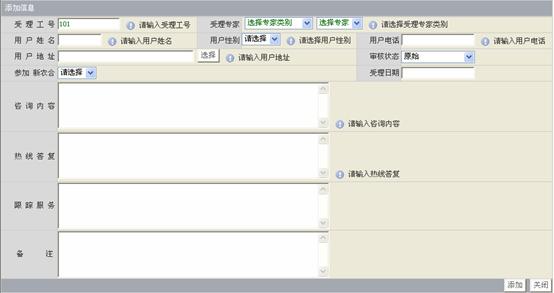 添加信息
受 理 工 号 101 请输入受理工号 受理专家 选择专家类别 选择专家 请选择受理专家类别
用 户 姓 名 请输入用户姓名 用户性别 请选择 请选择用户性别 用户电话 请输入用户电话
用 户 地 址 选择 请输入用户地址 审核状态 原始
参加 新农合 请选择 受理日期
咨 询 内 容 请输入咨询内容
热 线 答 复 请输入热线答复
跟 踪 服 务
备 注
添加 关闭